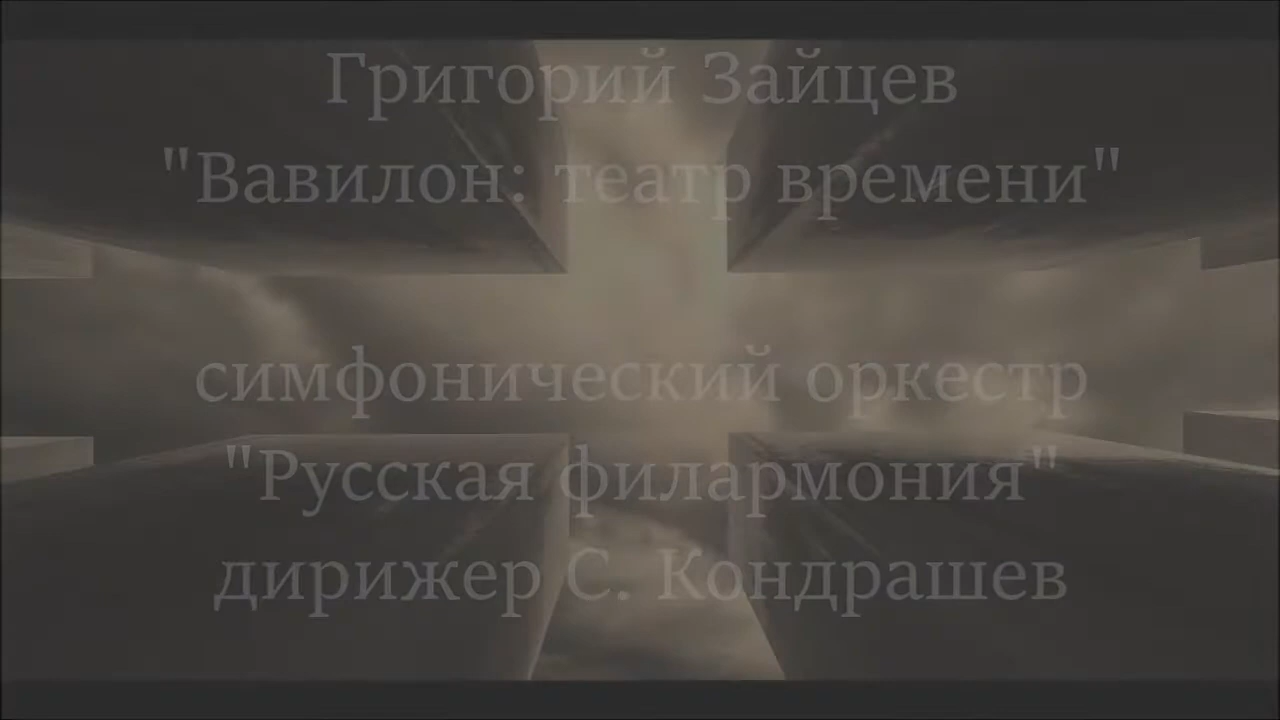 Григорий Зайцев
"Вавилон: театр времени"
симфонический оркестр
"Русская филармония"
дирижер С. Кондрашев